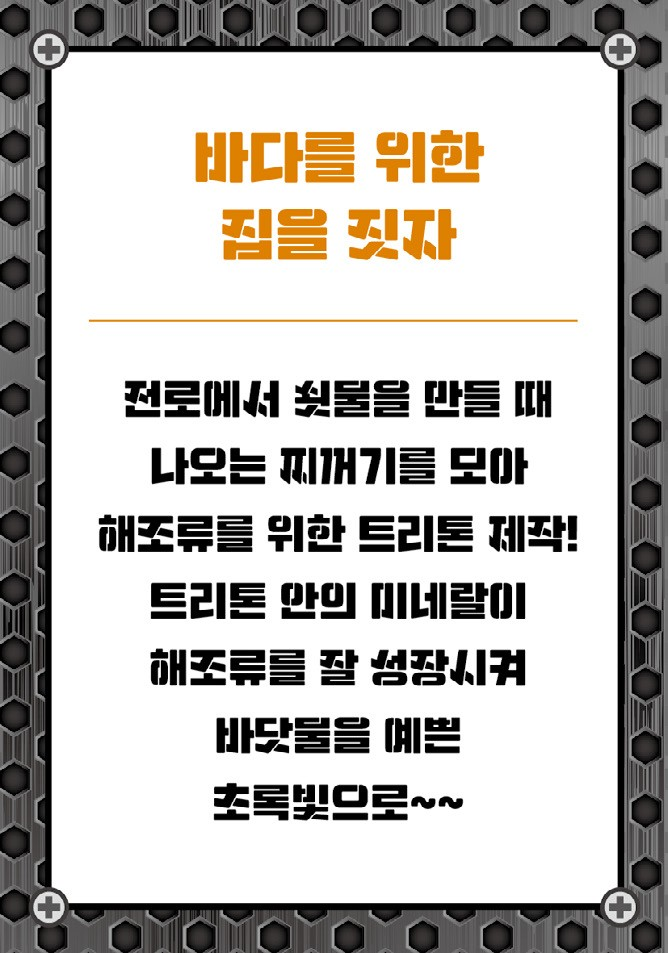 바다를 위한
집을 짓자
전로에서 쇳물을 만들 때
나오는 찌꺼기를 모아
해조류를 위한 트리톤 제작!
트리톤 안의 미네랄이
해조류를 잘 성장시켜
바닷물을 예쁜
초록빛으로~~